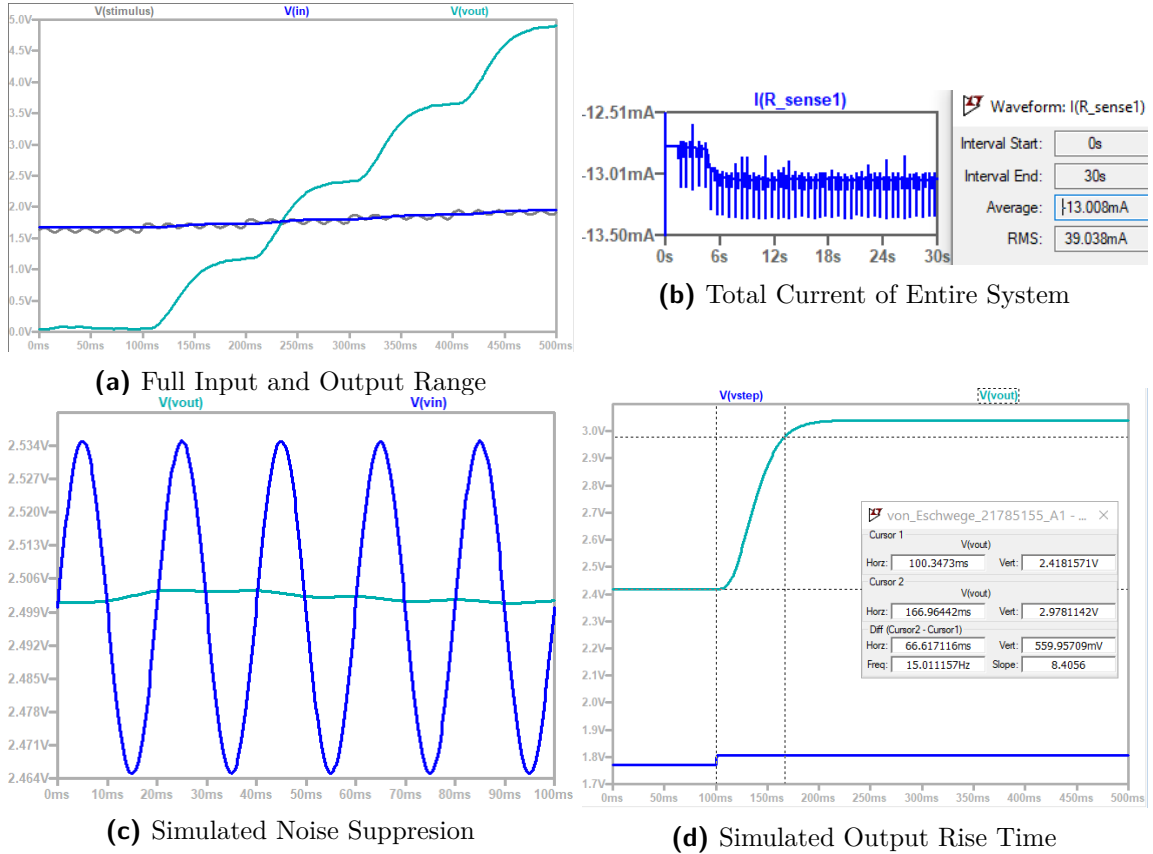 V(stimulus) V(in) V(vout)
5.0V
4.5V
4.0V
3.5V
3.0V
2.5V
2.0V
1.5V
1.0V
0.5V
0.0V
0ms 50ms 100ms 150ms 200ms 250ms 300ms 350ms 400ms 450ms 500ms
(a) Full Input and Output Range
I(R_sense1)
-12.51mA
-13.01mA
-13.50mA
0s 6s 12s 18s 24s 30s
Waveform: I(R_sense1)
Interval Start: 0s
Interval End: 30s
Average: -13.008mA
RMS: 39.038mA
(b) Total Current of Entire System
V(vout) V(vin)
2.534V
2.527V
2.520V
2.513V
2.506V
2.499V
2.492V
2.485V
2.478V
2.471V
2.464V
0ms 10ms 20ms 30ms 40ms 50ms 60ms 70ms 80ms 90ms 100ms
(c) Simulated Noise Suppresion
V(vstep) V(vout)
3.0V
2.9V
2.8V
2.7V
2.6V
2.4V
2.3V
2.2V
2.1V
2.0V
1.8V
1.7V
0ms 50ms 100ms 150ms 200ms 250ms 300ms 350ms 400ms 450ms 500ms
von_Eschwege_21785155_A1 - ... ×
Cursor 1
V(vout)
Horz: 100.3473ms Vert: 2.4181571V
Cursor 2
V(vout)
Horz: 166.96442ms Vert: 2.9781142V
Diff (Cursor2 - Cursor1)
Horz: 66.617116ms Vert: 559.95709mV
Freq: 15.011157Hz Slope: 8.4056
(d) Simulated Output Rise Time